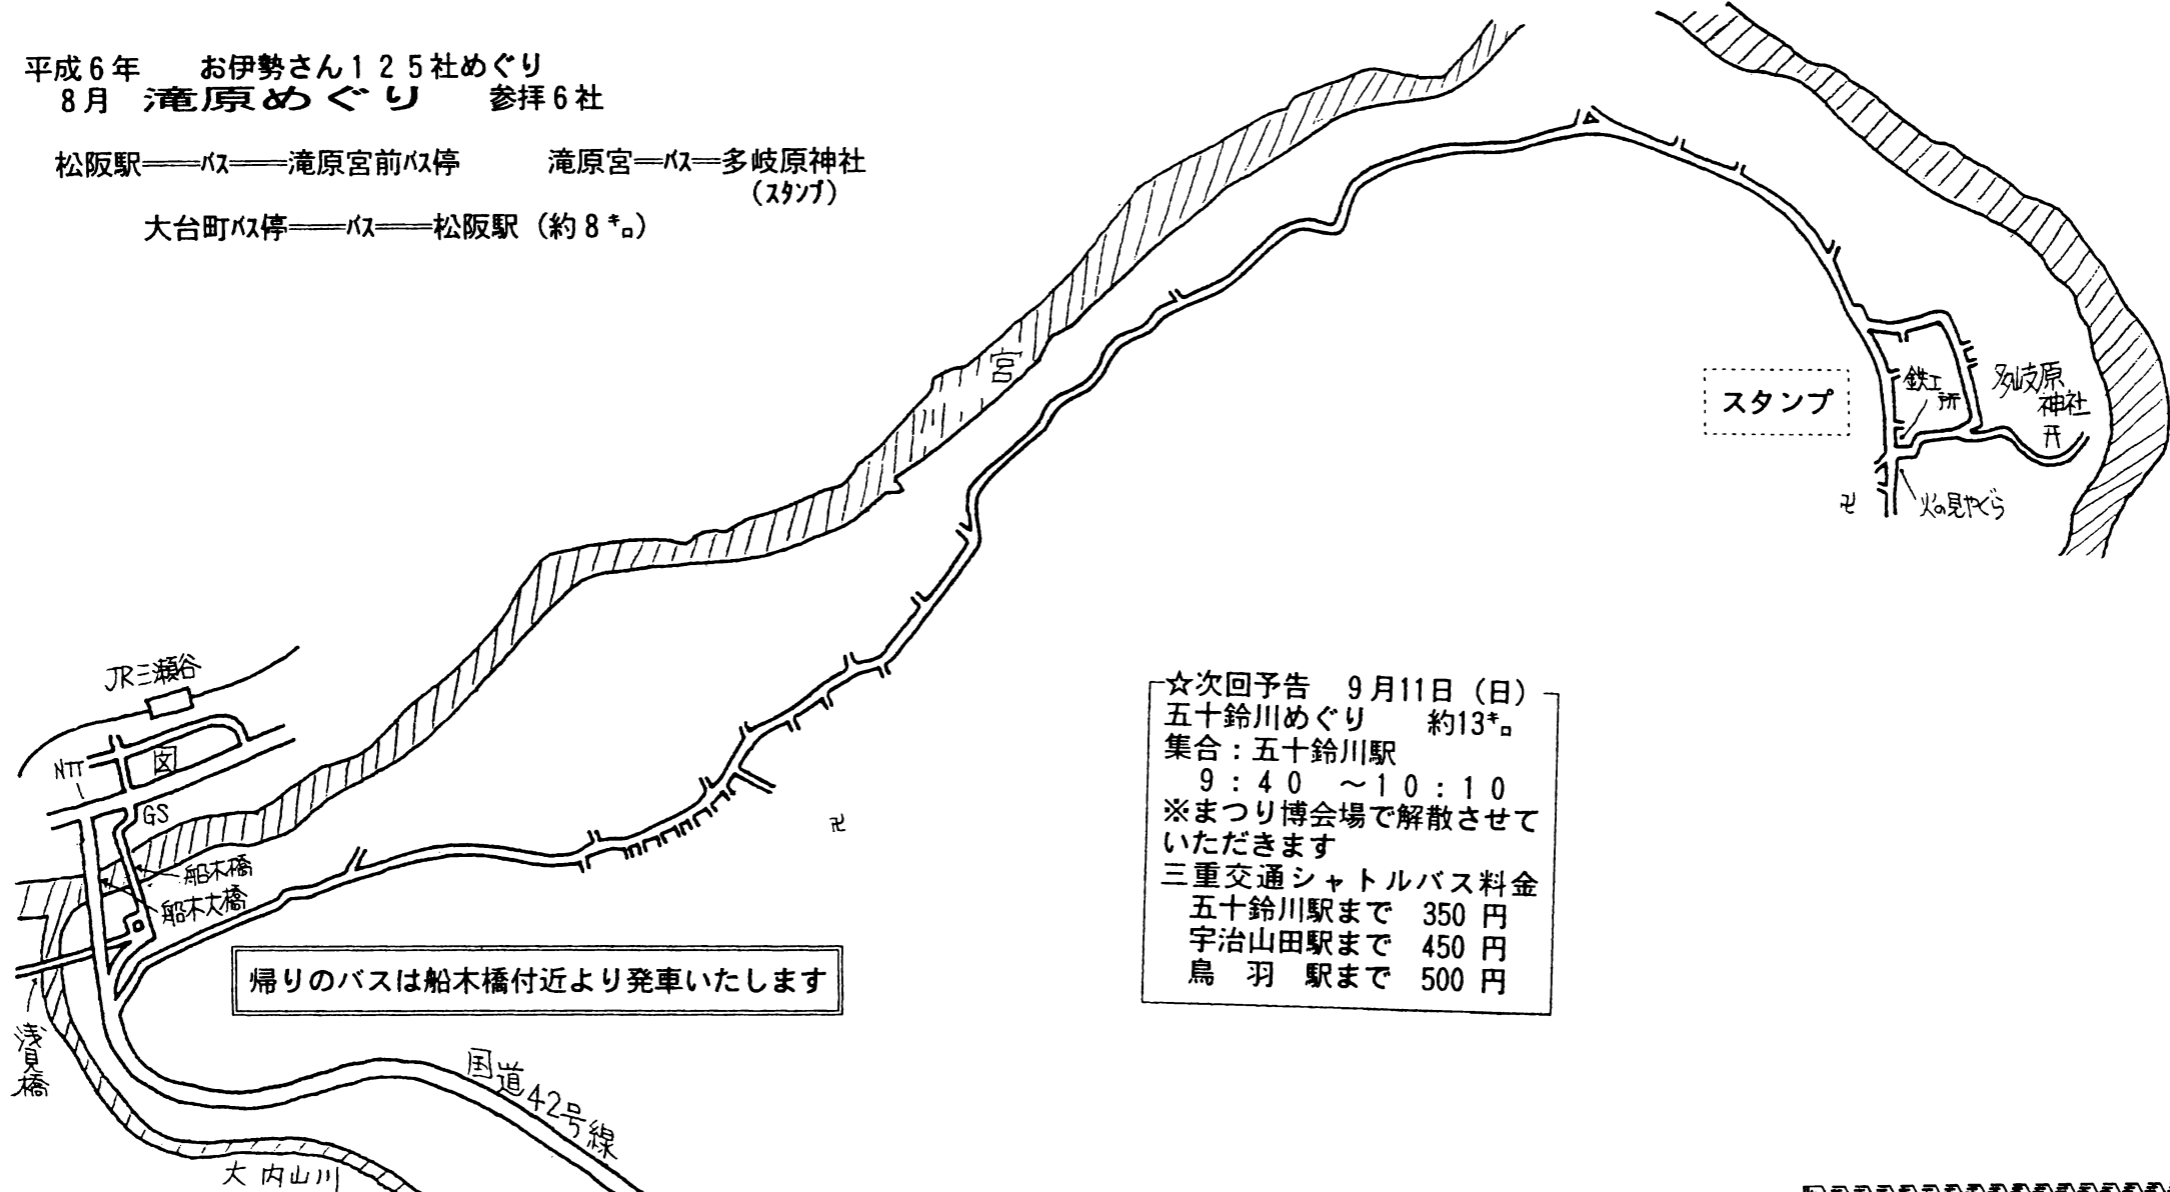 平成６年　　お伊勢さん１２５社めぐり
８月　滝原めぐり　　参拝６社
松阪駅═══バス═══滝原宮前バス停　　　滝原宮═バス═多岐原神社
（スタンプ）
大台町バス停═══バス═══松阪駅（約８㌔）
宮
川
スタンプ
鉄工
所
多岐原
神社
卍
火の見やぐら
JR三瀬谷
NTT
GS
船木橋
船木大橋
浅見橋
卍
帰りのバスは船木橋付近より発車いたします
国道42号線
大内山川
☆次回予告　９月11日（日）
五十鈴川めぐり　　約13㌔
集合：五十鈴川駅
９：４０　～１０：１０
※まつり博会場で解散させて
いただきます
三重交通シャトルバス料金
五十鈴川駅まで　350 円
宇治山田駅まで　450 円
鳥　羽　駅まで　500 円